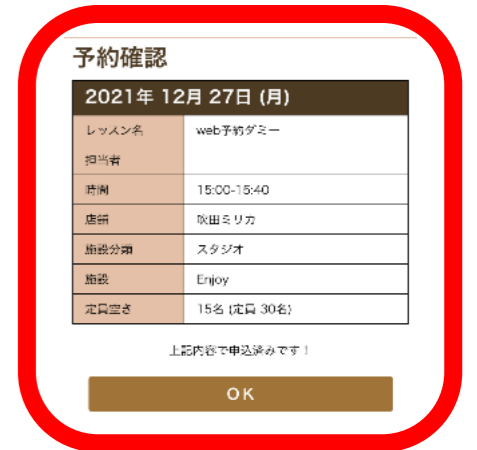 予約確認
2021年 12月 27日 (月)
レッスン名 web予約ダミー
担当者
時間 15:00-15:40
店舗 吹田ミリカ
施設分類 スタジオ
施設 Enjoy
定員空き 15名 (定員 30名)
上記内容で申込済みです！
OK